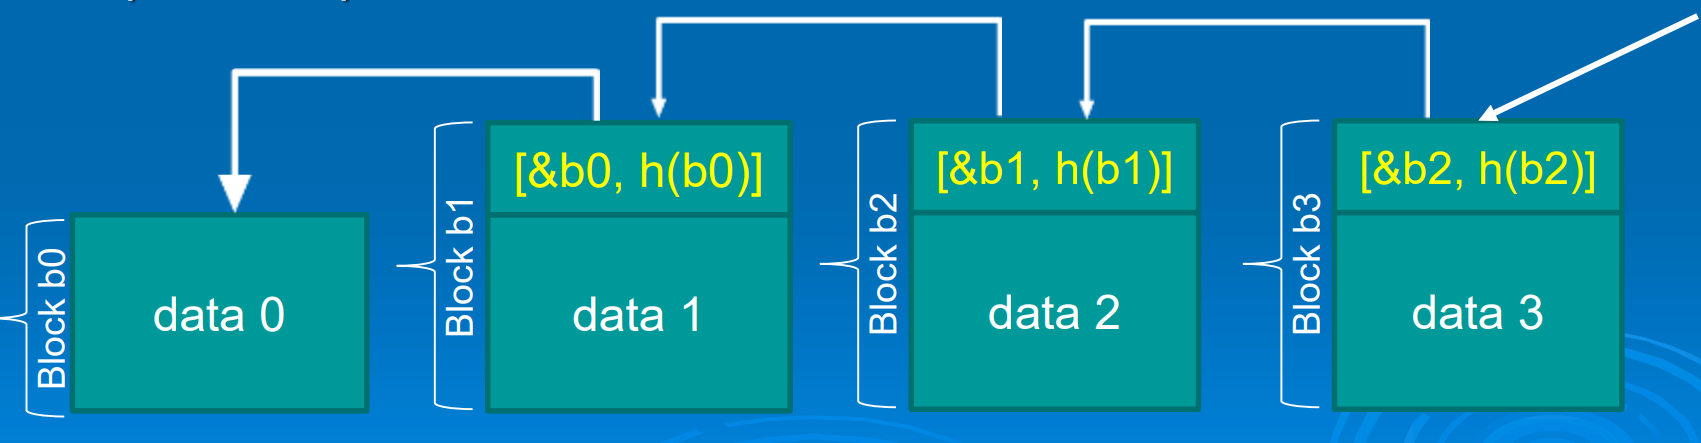 Block b0
data 0
Block b1
[&b0, h(b0)]
data 1
Block b2
[&b1, h(b1)]
data 2
Block b3
[&b2, h(b2)]
data 3